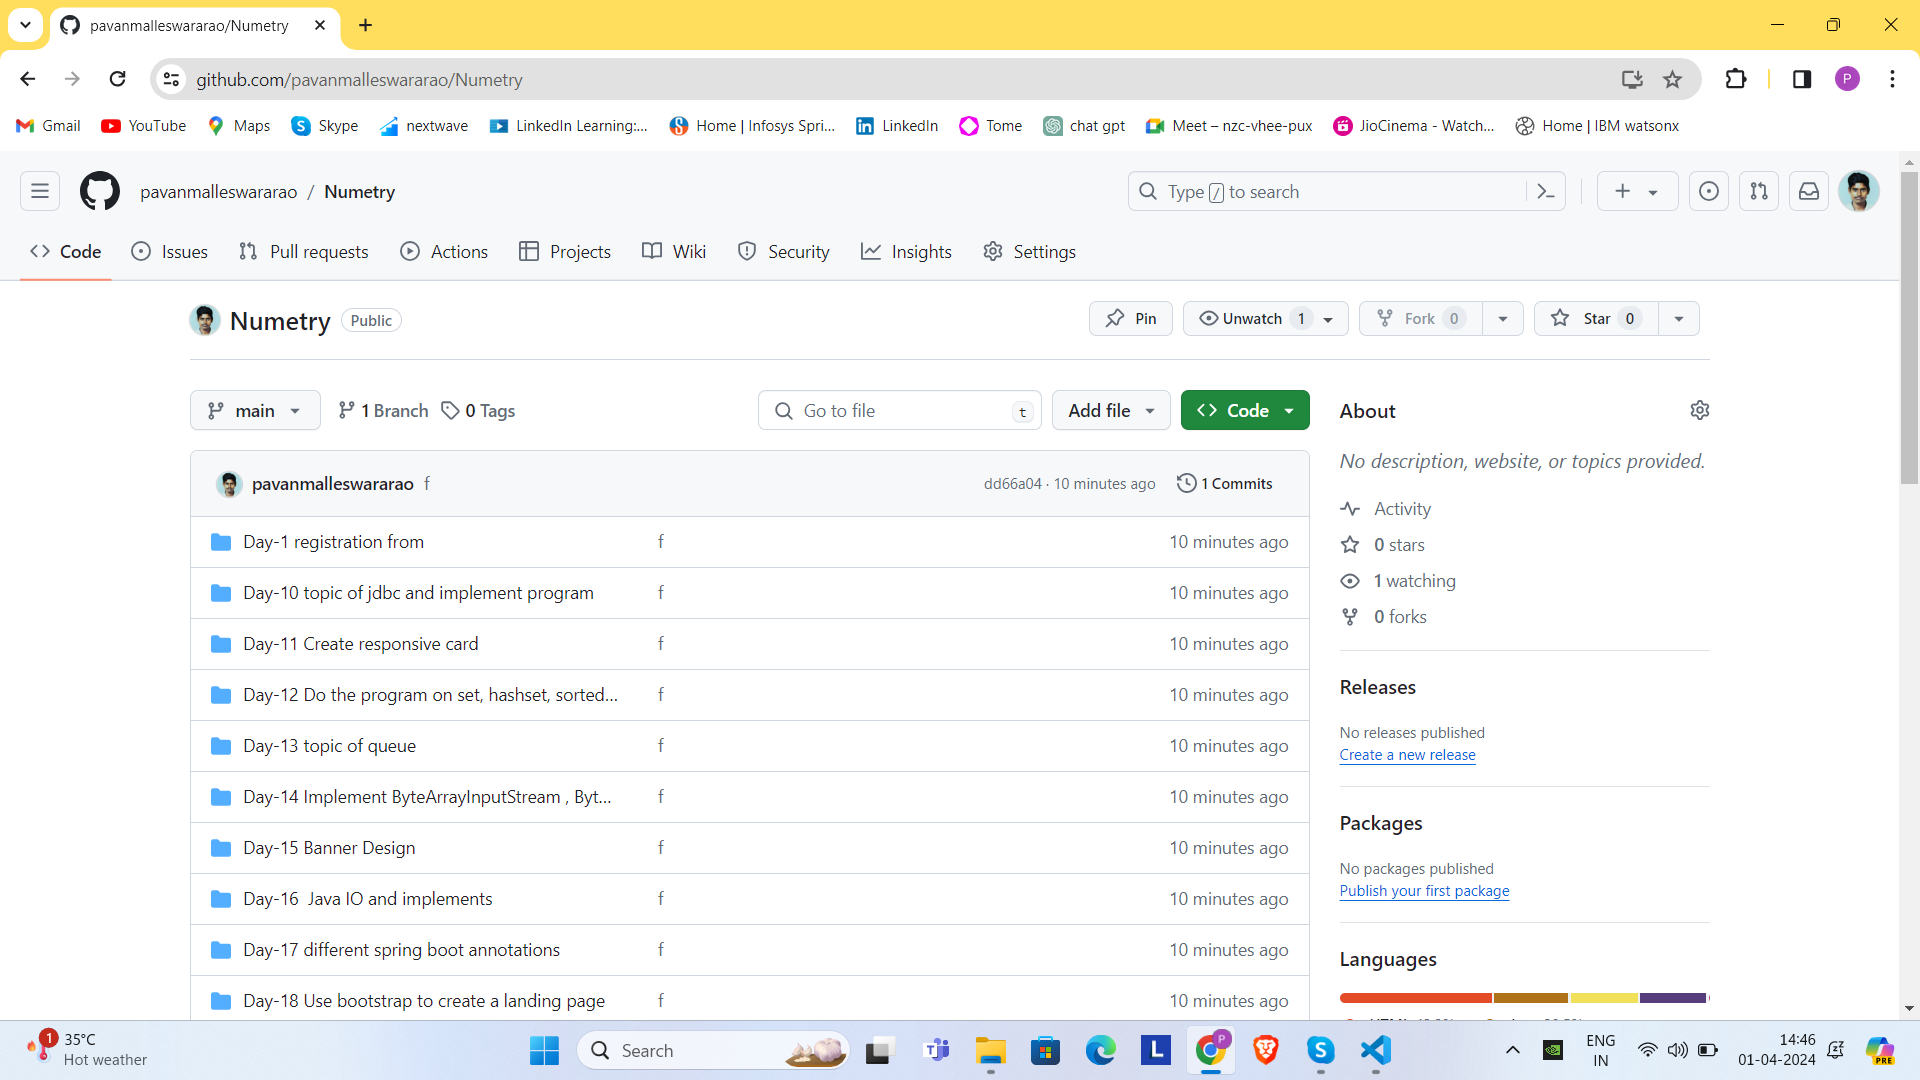 pavanmalleswararao/Numetry
github.com/pavanmalleswararao/Numetry
P
Gmail YouTube Maps Skype nextwave LinkedIn Learning:... Home | Infosys Spri... LinkedIn Tome chat gpt Meet – nzc-vhee-pux JioCinema - Watch... Home | IBM watsonx
pavanmalleswararao / Numetry Type / to search
Code Issues Pull requests Actions Projects Wiki Security Insights Settings
Numetry Public Pin Unwatch 1 Fork 0 Star 0
main 1 Branch 0 Tags Go to file t Add file Code
pavanmalleswararao f dd66a04 · 10 minutes ago 1 Commits
Day-1 registration from f 10 minutes ago
Day-10 topic of jdbc and implement program f 10 minutes ago
Day-11 Create responsive card f 10 minutes ago
Day-12 Do the program on set, hashset, sorted... f 10 minutes ago
Day-13 topic of queue f 10 minutes ago
Day-14 Implement ByteArrayInputStream , Byt... f 10 minutes ago
Day-15 Banner Design f 10 minutes ago
Day-16 Java IO and implements f 10 minutes ago
Day-17 different spring boot annotations f 10 minutes ago
Day-18 Use bootstrap to create a landing page f 10 minutes ago
About
No description, website, or topics provided.
Activity
0 stars
1 watching
0 forks
Releases
No releases published
Create a new release
Packages
No packages published
Publish your first package
Languages
1 35°C
Hot weather
Search
L
P
S
ENG
IN
14:46
01-04-2024
PRE